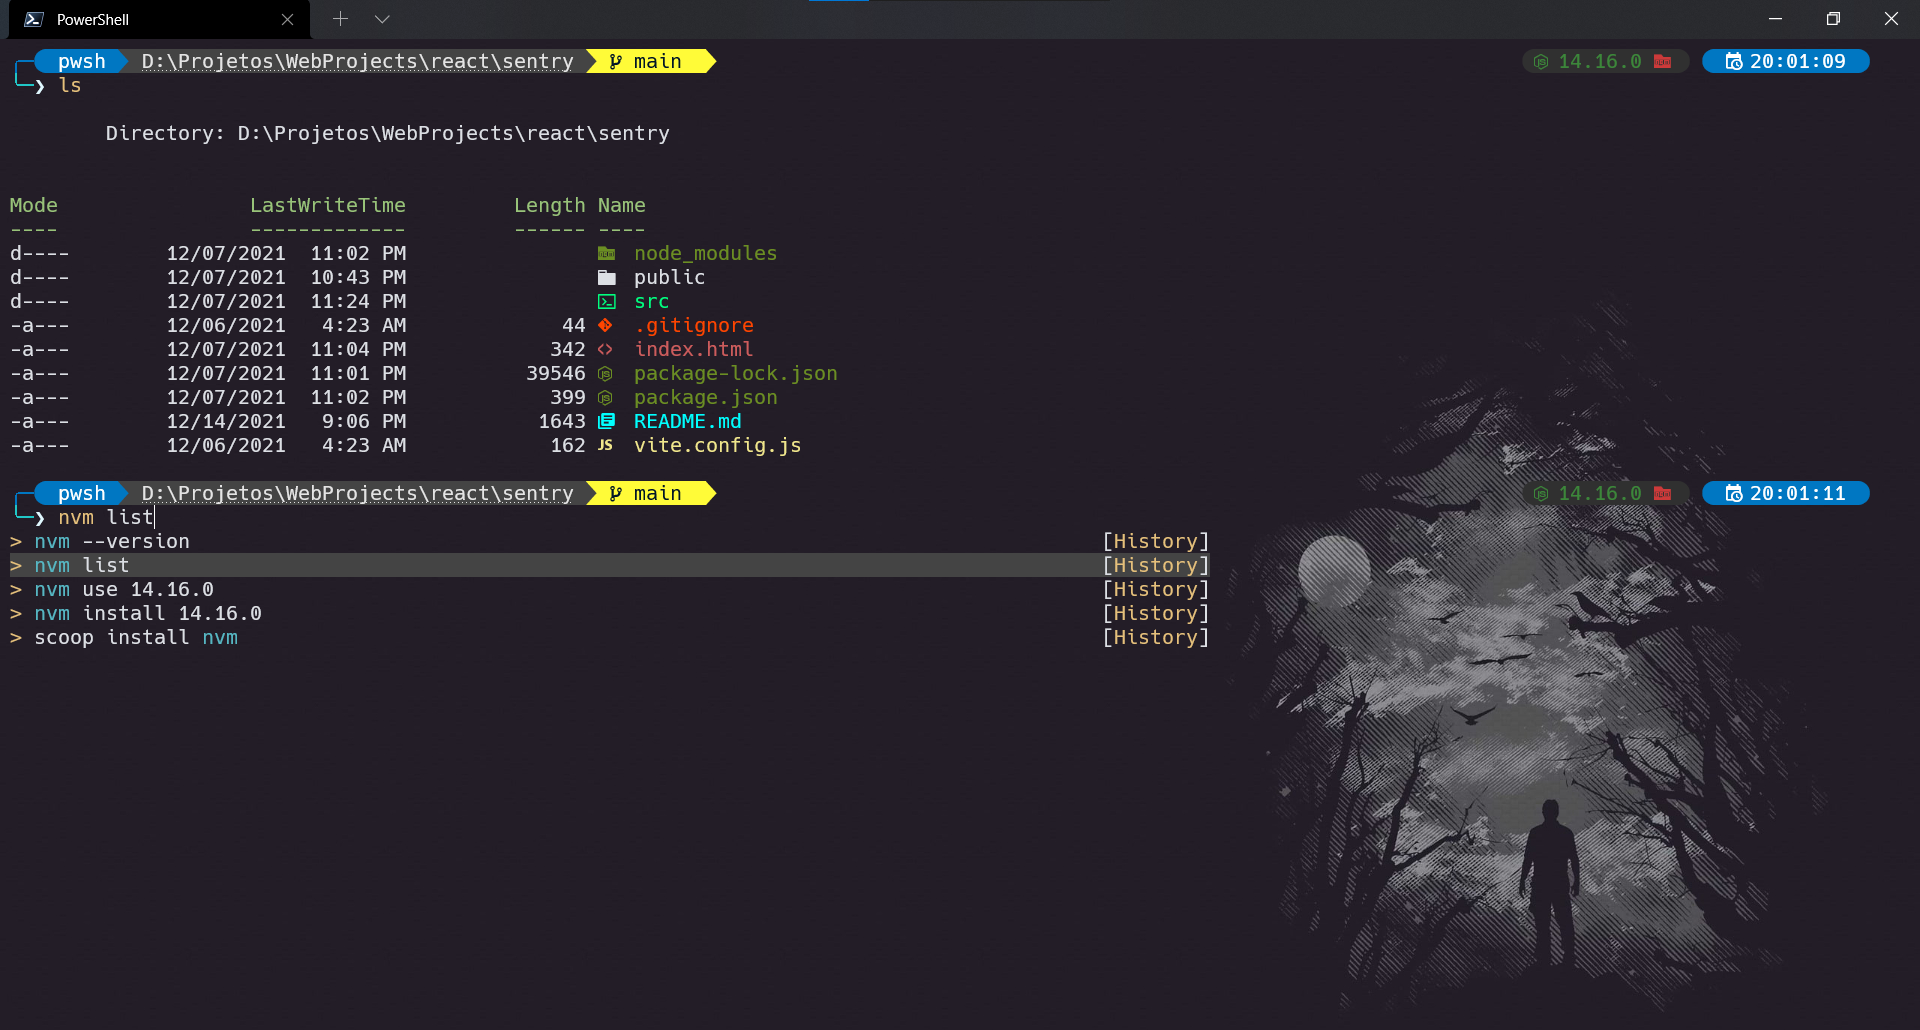 PowerShell
pwsh D:\Projetos\WebProjects\react\sentry main 14.16.0 20:01:09
❯ ls
Directory: D:\Projetos\WebProjects\react\sentry
Mode LastWriteTime Length Name
---- ------------- ------ ----
d---- 12/07/2021 11:02 PM node_modules
d---- 12/07/2021 10:43 PM public
d---- 12/07/2021 11:24 PM src
-a--- 12/06/2021 4:23 AM 44 .gitignore
-a--- 12/07/2021 11:04 PM 342 index.html
-a--- 12/07/2021 11:01 PM 39546 package-lock.json
-a--- 12/07/2021 11:02 PM 399 package.json
-a--- 12/14/2021 9:06 PM 1643 README.md
-a--- 12/06/2021 4:23 AM 162 JS vite.config.js
pwsh D:\Projetos\WebProjects\react\sentry main 14.16.0 20:01:11
❯ nvm list
> nvm --version [History]
> nvm list [History]
> nvm use 14.16.0 [History]
> nvm install 14.16.0 [History]
> scoop install nvm [History]